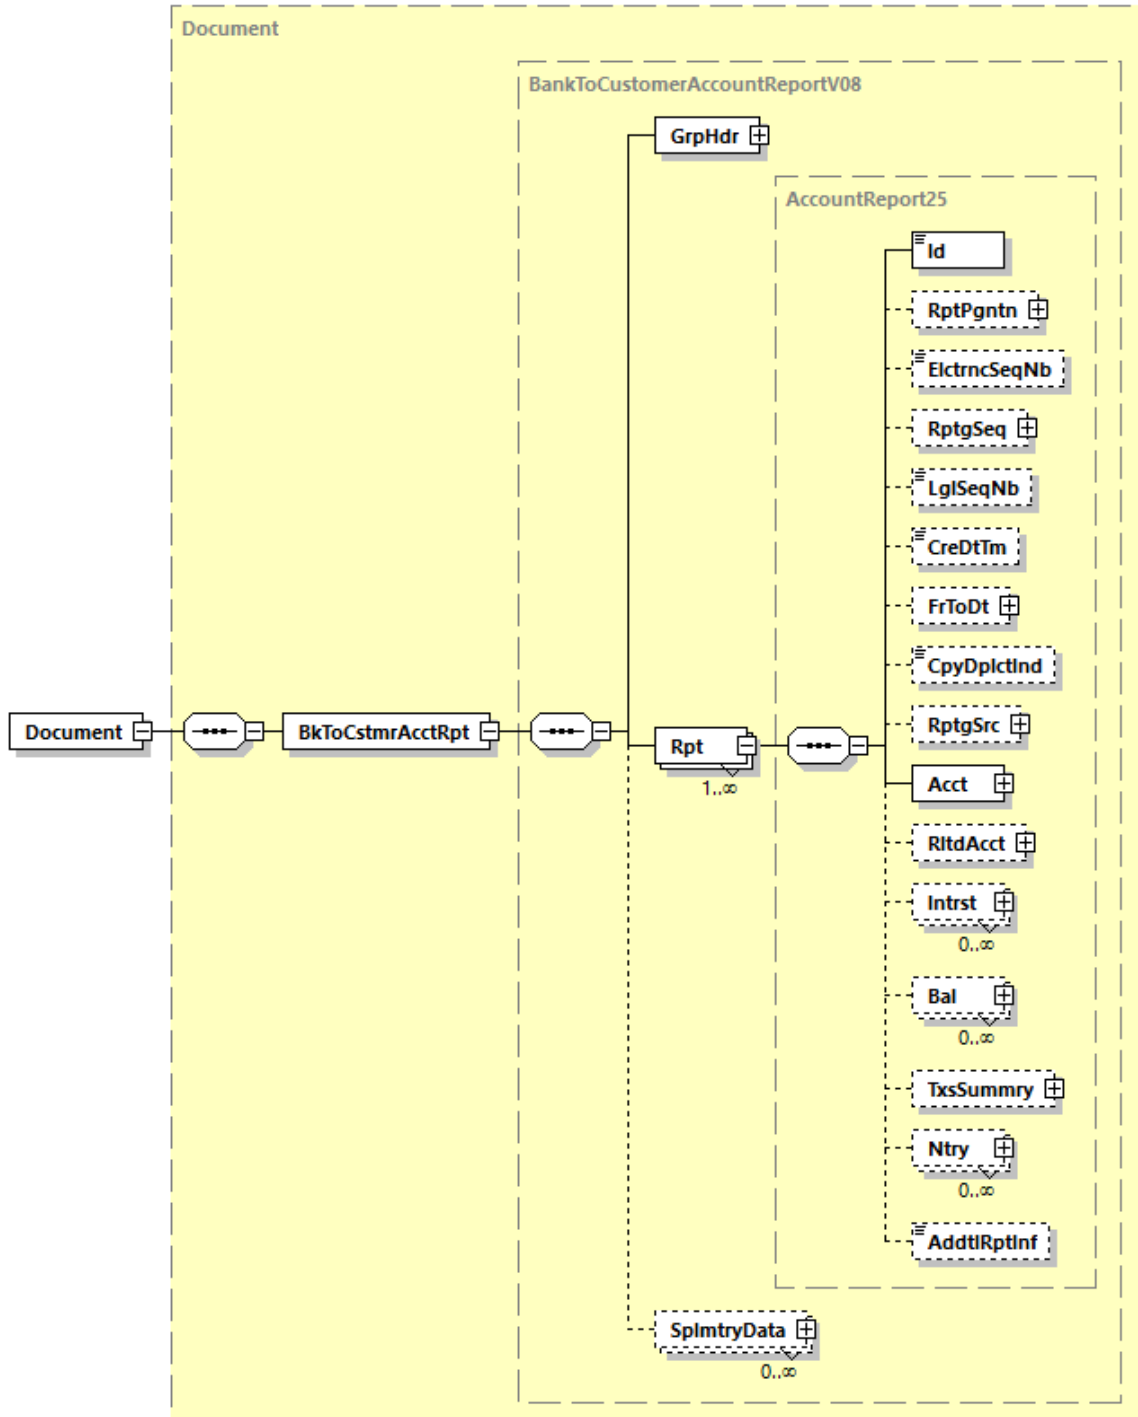 Document
BankToCustomerAccountReportV08
GrpHdr
AccountReport25
Id
RptPgntn
ElctrncSeqNb
RptgSeq
LglSeqNb
CreDtTm
FrToDt
CpyDplctInd
RptgSrc
Document
BkToCstmrAcctRpt
Rpt
1..∞
Acct
RltdAcct
Intrst
0..∞
Bal
0..∞
TxsSummry
Ntry
0..∞
AddtlRptInf
SplmtryData
0..∞